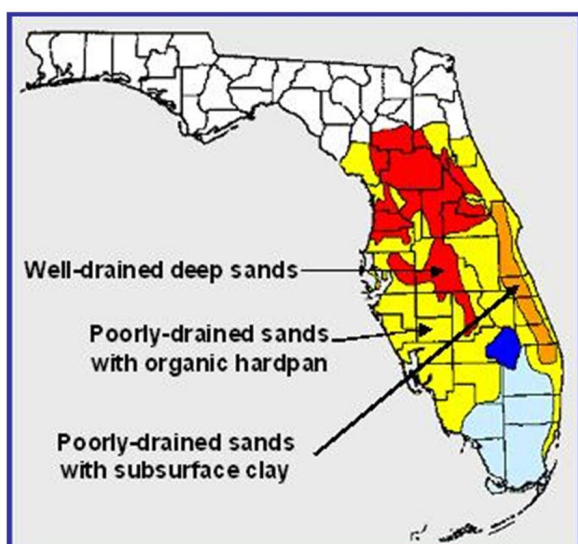 Well-drained deep sands
Poorly-drained sands
with organic hardpan
Poorly-drained sands
with subsurface clay